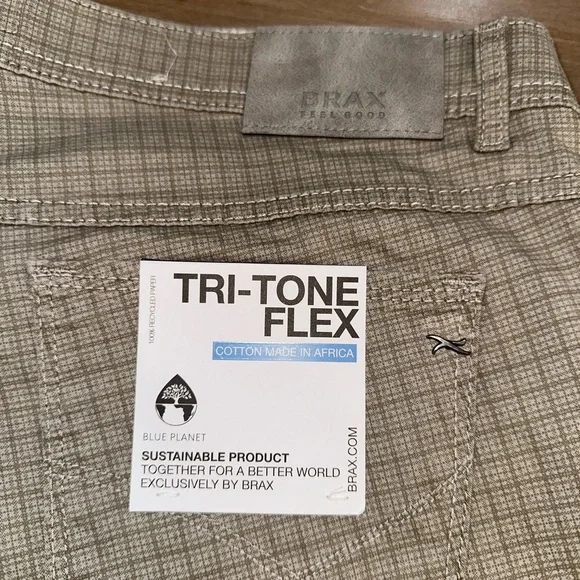 BRAX
FEEL GOOD
100% RECYCLED PAPER
TRI-TONE
FLEX
COTTON MADE IN AFRICA
BLUE PLANET
SUSTAINABLE PRODUCT
TOGETHER FOR A BETTER WORLD
EXCLUSIVELY BY BRAX
BRAX.COM